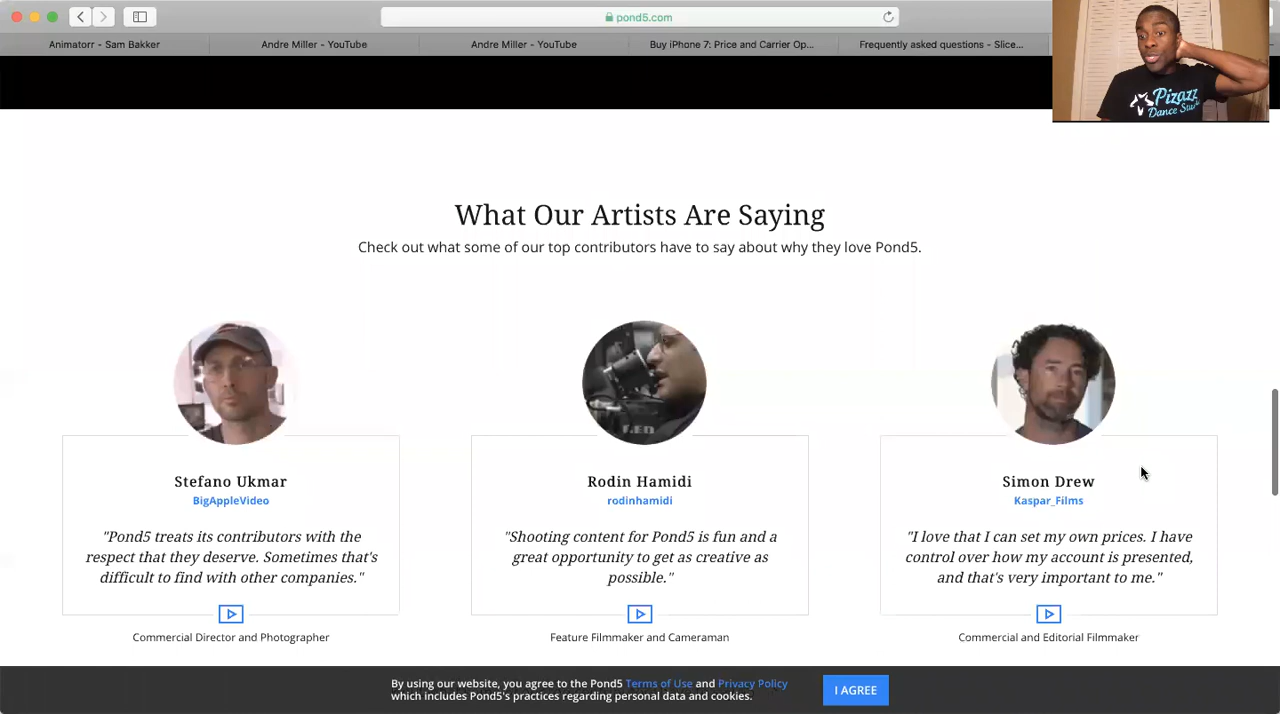 pond5.com
Animatorr - Sam Bakker
Andre Miller - YouTube
Andre Miller - YouTube
Buy iPhone 7: Price and Carrier Op...
Frequently asked questions - Slice...
Pizazz
Dance Studio
What Our Artists Are Saying
Check out what some of our top contributors have to say about why they love Pond5.
Stefano Ukmar
BigAppleVideo
"Pond5 treats its contributors with the
respect that they deserve. Sometimes that's
difficult to find with other companies."
Commercial Director and Photographer
Rodin Hamidi
rodinhamidi
"Shooting content for Pond5 is fun and a
great opportunity to get as creative as
possible."
Feature Filmmaker and Cameraman
Simon Drew
Kaspar_Films
"I love that I can set my own prices. I have
control over how my account is presented,
and that's very important to me."
Commercial and Editorial Filmmaker
By using our website, you agree to the Pond5 Terms of Use and Privacy Policy
which includes Pond5's practices regarding personal data and cookies.
I AGREE